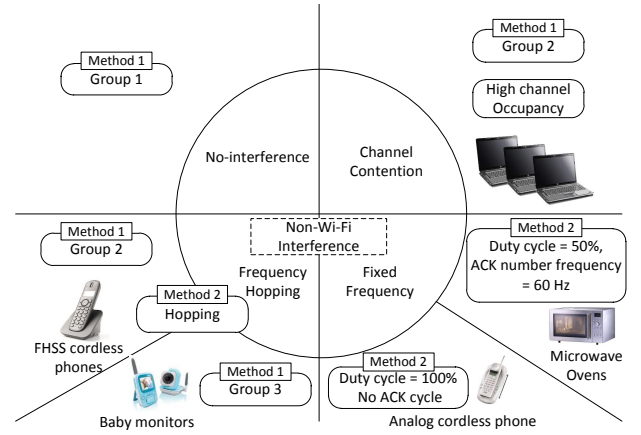 Method 1
Group 1
Method 1
Group 2
High channel
Occupancy
No-interference
Channel
Contention
Non-Wi-Fi
Interference
Method 1
Group 2
Frequency
Hopping
Fixed
Frequency
Method 2
Duty cycle = 50%,
ACK number frequency
= 60 Hz
Method 2
Hopping
FHSS cordless
phones
Microwave
Ovens
Method 1
Group 3
Method 2
Duty cycle = 100%
No ACK cycle
Baby monitors
Analog cordless phone